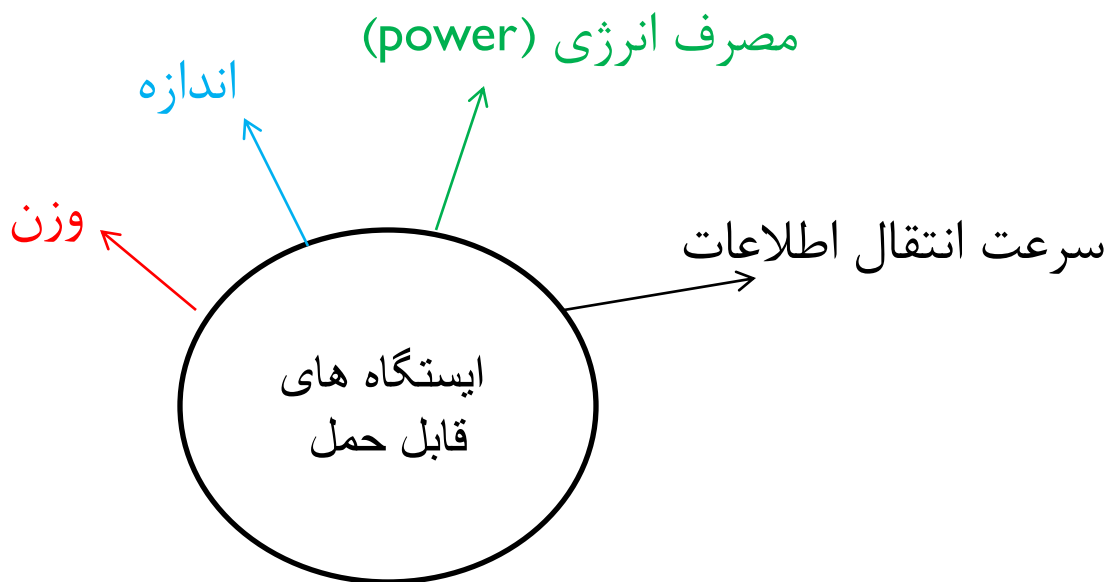 مصرف انرژی (power)
اندازه
وزن
سرعت انتقال اطلاعات
ایستگاه های
قابل حمل